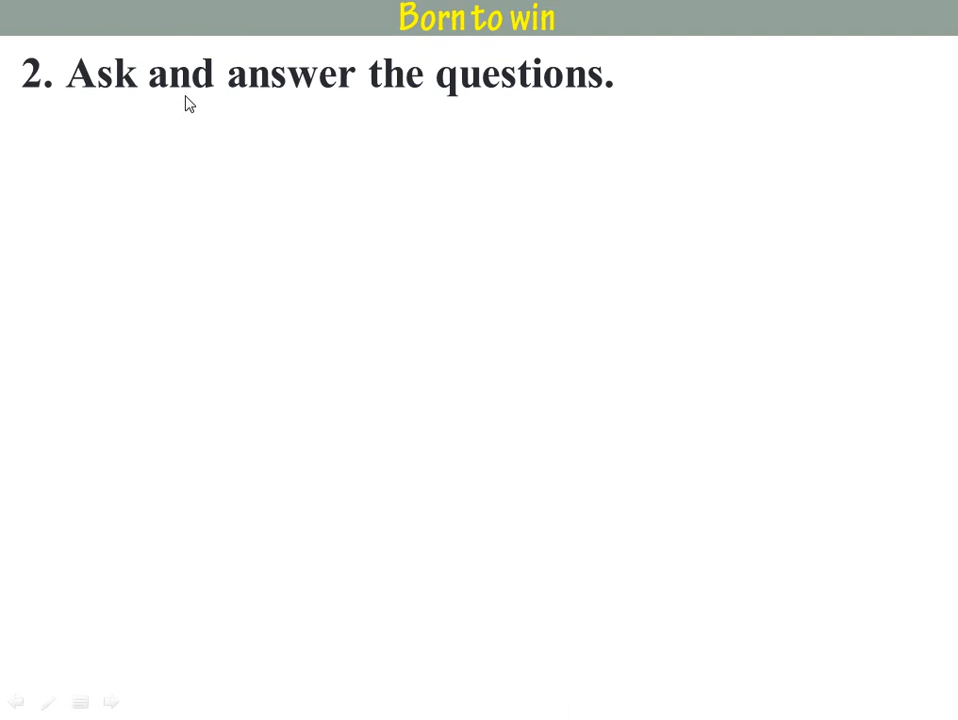 Born to win
2. Ask and answer the questions.